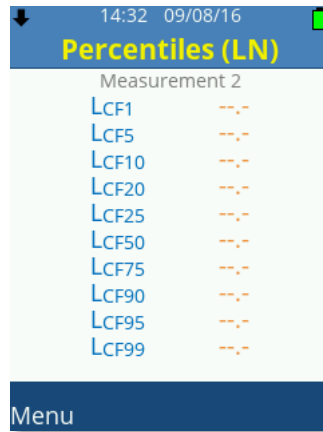 14:32 09/08/16
Percentiles (LN)
Measurement 2
LCF1 --.-
LCF5 --.-
LCF10 --.-
LCF20 --.-
LCF25 --.-
LCF50 --.-
LCF75 --.-
LCF90 --.-
LCF95 --.-
LCF99 --.-
Menu